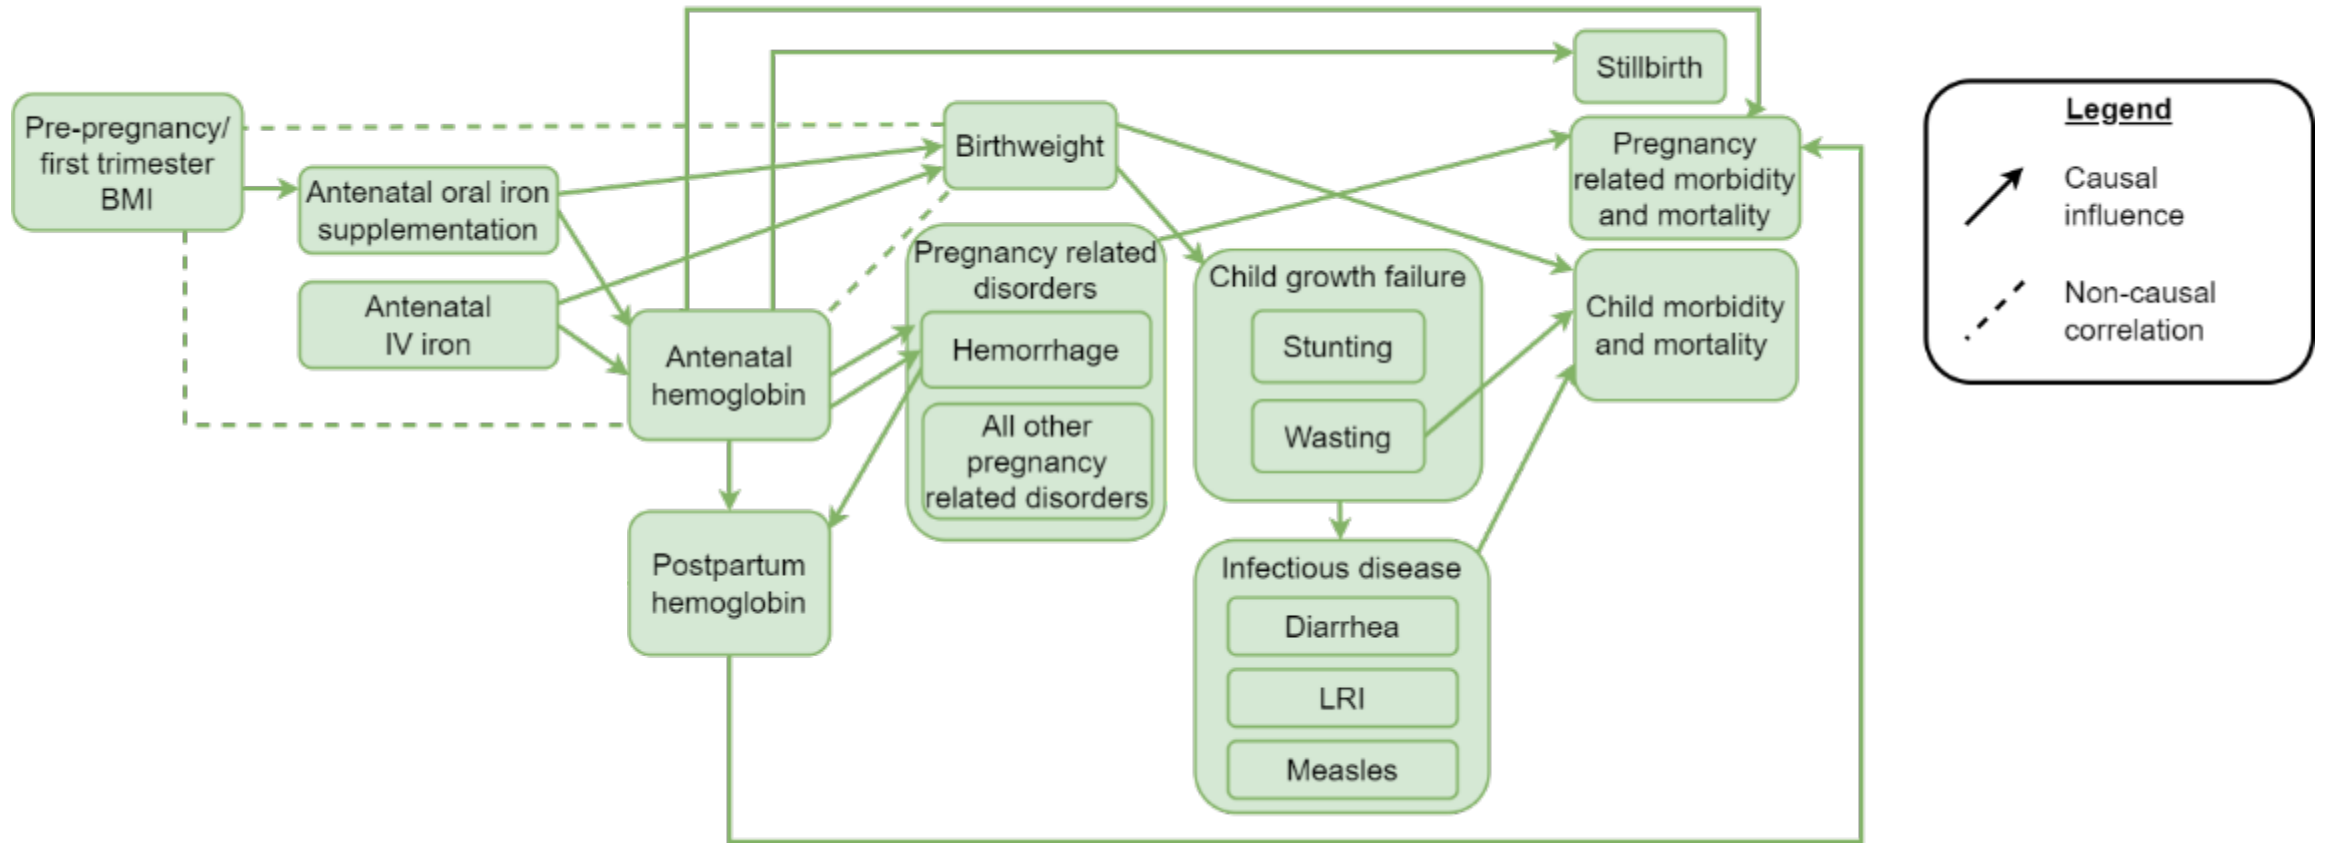 Pre-pregnancy/
first trimester
BMI
Antenatal oral iron
supplementation
Antenatal
IV iron
Antenatal
hemoglobin
Postpartum
hemoglobin
Birthweight
Pregnancy related
disorders
Hemorrhage
All other
pregnancy
related disorders
Child growth failure
Stunting
Wasting
Infectious disease
Diarrhea
LRI
Measles
Stillbirth
Pregnancy
related morbidity
and mortality
Child morbidity
and mortality
Legend
Causal
influence
Non-causal
correlation